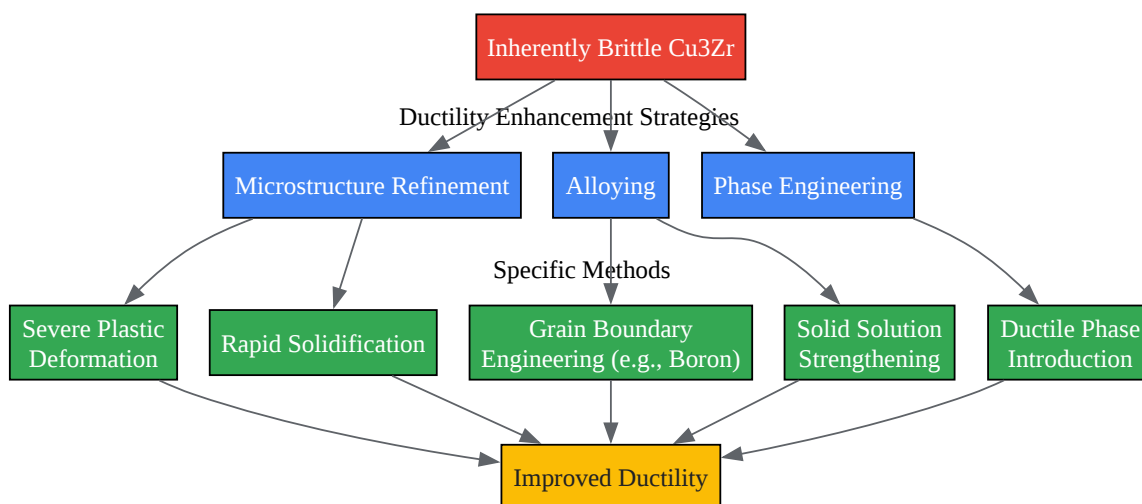 Inherently Brittle Cu3Zr
Ductility Enhancement Strategies
Microstructure Refinement
Alloying
Phase Engineering
Specific Methods
Severe Plastic
Deformation
Rapid Solidification
Grain Boundary
Engineering (e.g., Boron)
Solid Solution
Strengthening
Ductile Phase
Introduction
Improved Ductility